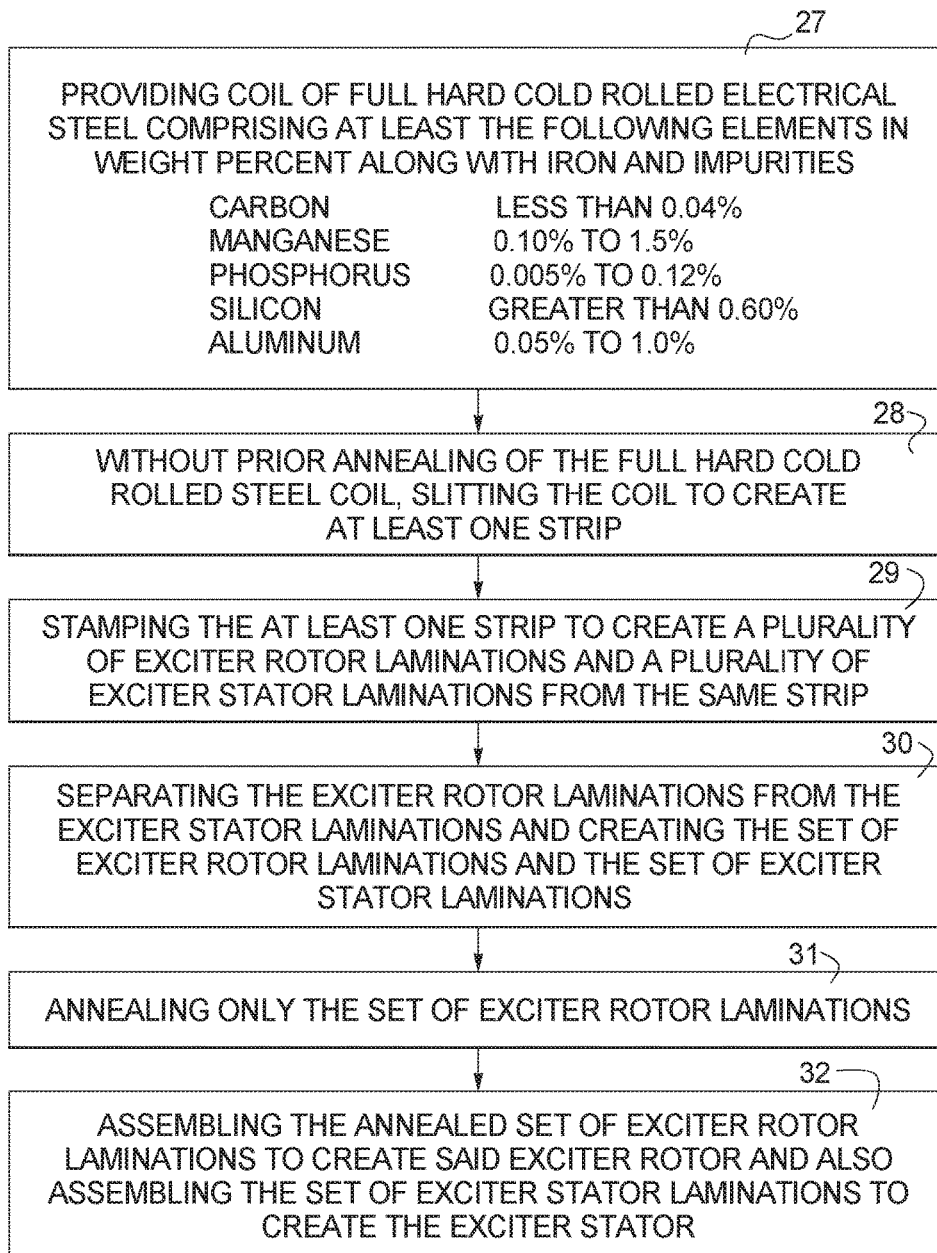 27
PROVIDING COIL OF FULL HARD COLD ROLLED ELECTRICAL
STEEL COMPRISING AT LEAST THE FOLLOWING ELEMENTS IN
WEIGHT PERCENT ALONG WITH IRON AND IMPURITIES
CARBON LESS THAN 0.04%
MANGANESE 0.10% TO 1.5%
PHOSPHORUS 0.005% TO 0.12%
SILICON GREATER THAN 0.60%
ALUMINUM 0.05% TO 1.0%
28
WITHOUT PRIOR ANNEALING OF THE FULL HARD COLD
ROLLED STEEL COIL, SLITTING THE COIL TO CREATE
AT LEAST ONE STRIP
29
STAMPING THE AT LEAST ONE STRIP TO CREATE A PLURALITY
OF EXCITER ROTOR LAMINATIONS AND A PLURALITY OF
EXCITER STATOR LAMINATIONS FROM THE SAME STRIP
30
SEPARATING THE EXCITER ROTOR LAMINATIONS FROM THE
EXCITER STATOR LAMINATIONS AND CREATING THE SET OF
EXCITER ROTOR LAMINATIONS AND THE SET OF EXCITER
STATOR LAMINATIONS
31
ANNEALING ONLY THE SET OF EXCITER ROTOR LAMINATIONS
32
ASSEMBLING THE ANNEALED SET OF EXCITER ROTOR
LAMINATIONS TO CREATE SAID EXCITER ROTOR AND ALSO
ASSEMBLING THE SET OF EXCITER STATOR LAMINATIONS TO
CREATE THE EXCITER STATOR